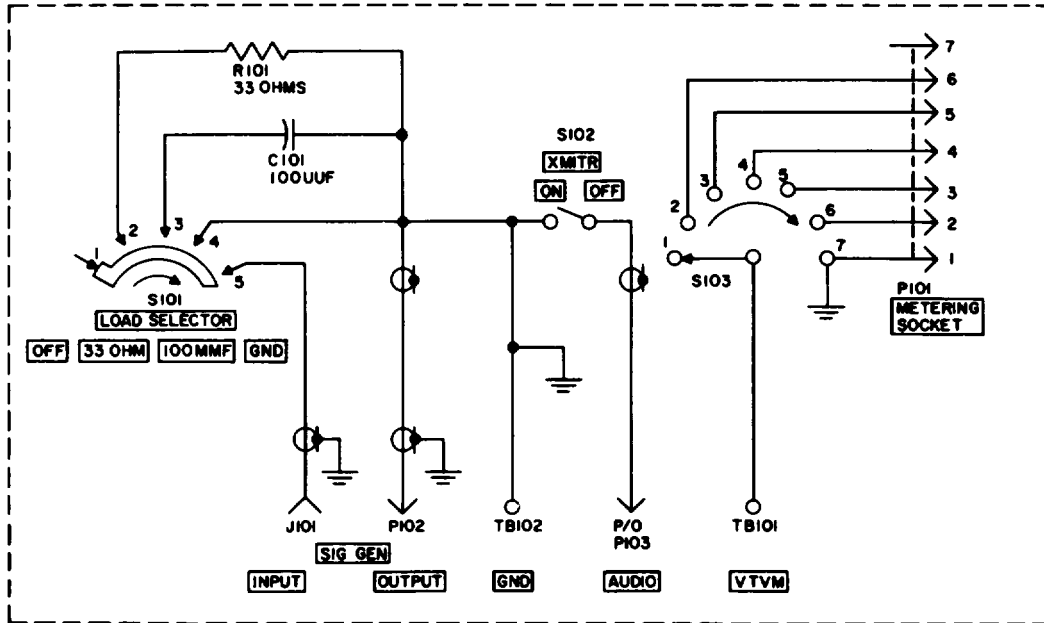 R101
33 OHMS
C101
100UUF
1
2
3
4
5
S101
LOAD SELECTOR
OFF 33 OHM 100MMF GND
S102
XMITR
ON OFF
1
2
3
4
5
6
7
S103
7
6
5
4
3
2
1
P101
METERING
SOCKET
J101
P102
TB102
P/O
P103
TB101
SIG GEN
INPUT
OUTPUT
GND
AUDIO
VTVM